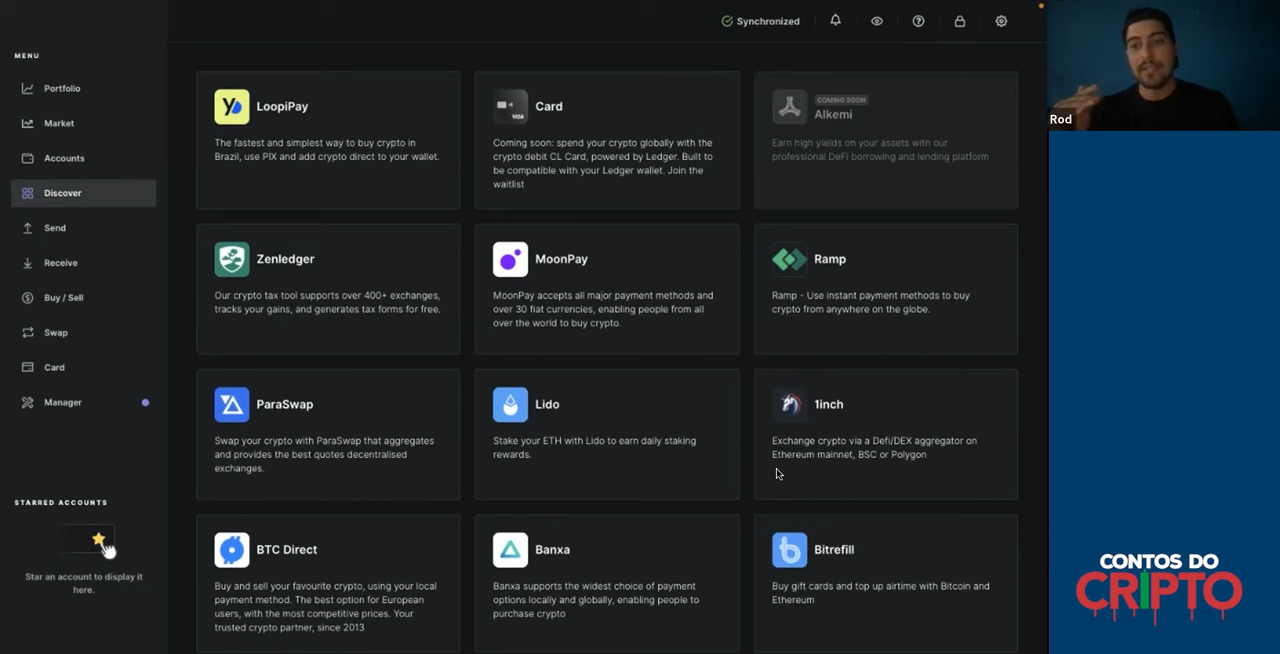 Synchronized
MENU
Portfolio
Market
Accounts
Discover
Send
Receive
Buy / Sell
Swap
Card
Manager
STARRED ACCOUNTS
Star an account to display it
here.
LoopiPay
The fastest and simplest way to buy crypto in
Brazil, use PIX and add crypto direct to your wallet.
Card
VISA
Coming soon: spend your crypto globally with the
crypto debit CL Card, powered by Ledger. Built to
be compatible with your Ledger wallet. Join the
waitlist
COMING SOON
Alkemi
Earn high yields on your assets with our
professional DeFi borrowing and lending platform
Zenledger
Our crypto tax tool supports over 400+ exchanges,
tracks your gains, and generates tax forms for free.
MoonPay
MoonPay accepts all major payment methods and
over 30 fiat currencies, enabling people from all
over the world to buy crypto.
Ramp
Ramp - Use instant payment methods to buy
crypto from anywhere on the globe.
ParaSwap
Swap your crypto with ParaSwap that aggregates
and provides the best quotes decentralised
exchanges.
Lido
Stake your ETH with Lido to earn daily staking
rewards.
1inch
Exchange crypto via a Defi/DEX aggregator on
Ethereum mainnet, BSC or Polygon
BTC Direct
Buy and sell your favourite crypto, using your local
payment method. The best option for European
users, with the most competitive prices. Your
trusted crypto partner, since 2013
Banxa
Banxa supports the widest choice of payment
options locally and globally, enabling people to
purchase crypto
Bitrefill
Buy gift cards and top up airtime with Bitcoin and
Ethereum
Rod
CONTOS DO
CRIPTO